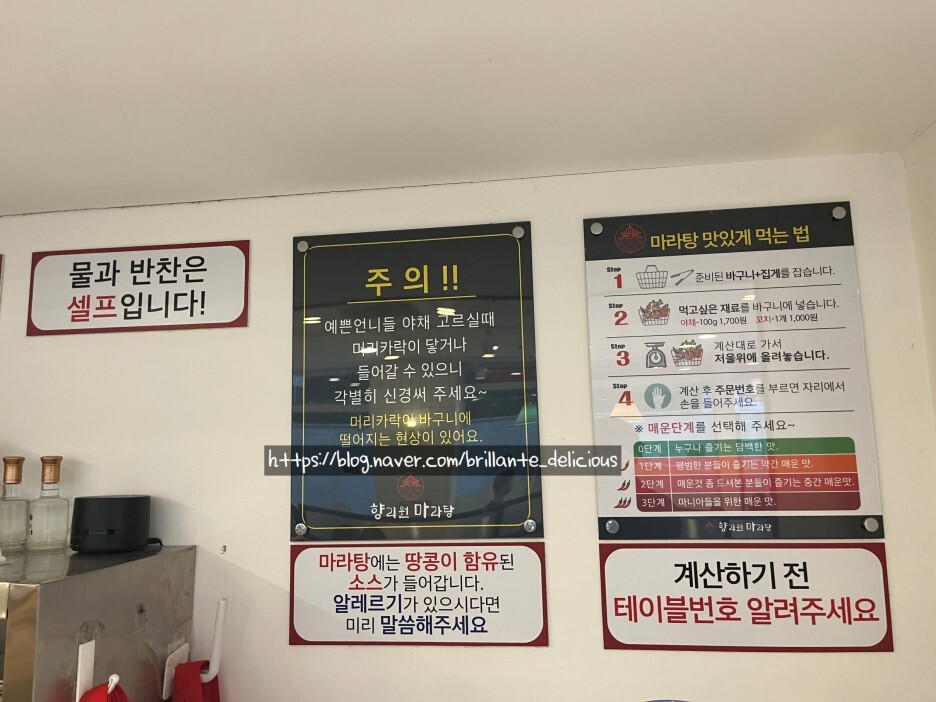 물과 반찬은
셀프입니다!
주 의 !!
예쁜언니들 야채 고르실때
머리카락이 닿거나
들어갈 수 있으니
각별히 신경써 주세요~
머리카락이 바구니에
떨어지는 현상이 있어요.
https://blog.naver.com/brillante_delicious
향리원 마라탕
마라탕에는 땅콩이 함유된
소스가 들어갑니다.
알레르기가 있으시다면
미리 말씀해주세요
마라탕 맛있게 먹는 법
Step 1 준비된 바구니+집게를 잡습니다.
Step 2 먹고싶은 재료를 바구니에 넣습니다.
야채-100g 1,700원 꼬치-1개 1,000원
Step 3 계산대로 가서
저울위에 올려놓습니다.
Step 4 계산 후 주문번호를 부르면 자리에서
손을 들어주세요.
※ 매운단계를 선택해 주세요~
0단계 누구나 즐기는 담백한 맛.
1단계 평범한 분들이 즐기는 약간 매운 맛.
2단계 매운것 좀 드셔본 분들이 즐기는 중간 매운맛.
3단계 마니아들을 위한 매운 맛.
향리원 마라탕
계산하기 전
테이블번호 알려주세요